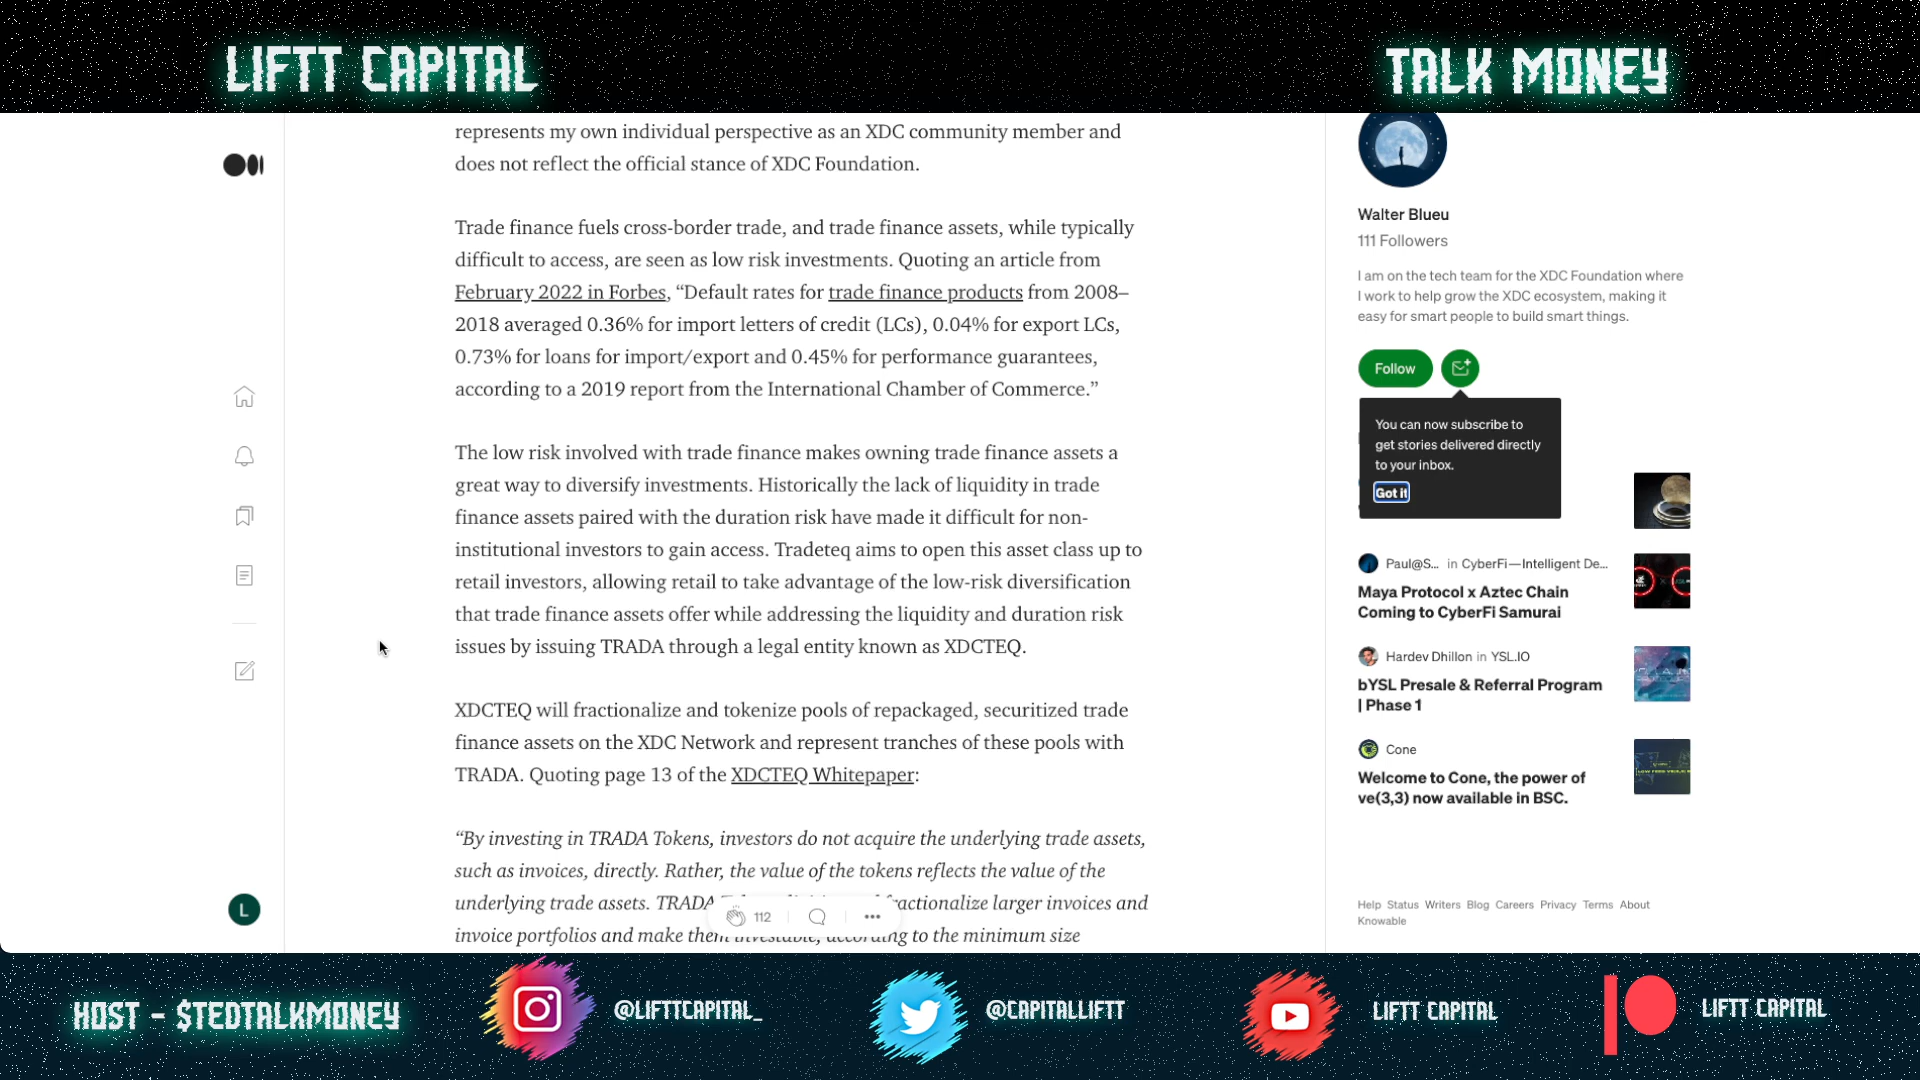 LIFTT CAPITAL
TALK MONEY
represents my own individual perspective as an XDC community member and
does not reflect the official stance of XDC Foundation.
Trade finance fuels cross-border trade, and trade finance assets, while typically
difficult to access, are seen as low risk investments. Quoting an article from
February 2022 in Forbes, “Default rates for trade finance products from 2008–
2018 averaged 0.36% for import letters of credit (LCs), 0.04% for export LCs,
0.73% for loans for import/export and 0.45% for performance guarantees,
according to a 2019 report from the International Chamber of Commerce.”
The low risk involved with trade finance makes owning trade finance assets a
great way to diversify investments. Historically the lack of liquidity in trade
finance assets paired with the duration risk have made it difficult for non-
institutional investors to gain access. Tradeteq aims to open this asset class up to
retail investors, allowing retail to take advantage of the low-risk diversification
that trade finance assets offer while addressing the liquidity and duration risk
issues by issuing TRADA through a legal entity known as XDCTEQ.
XDCTEQ will fractionalize and tokenize pools of repackaged, securitized trade
finance assets on the XDC Network and represent tranches of these pools with
TRADA. Quoting page 13 of the XDCTEQ Whitepaper:
“By investing in TRADA Tokens, investors do not acquire the underlying trade assets,
such as invoices, directly. Rather, the value of the tokens reflects the value of the
underlying trade assets. TRADA fractionalize larger invoices and
invoice portfolios and make them investable, according to the minimum size
112
L
Walter Blueu
111 Followers
I am on the tech team for the XDC Foundation where
I work to help grow the XDC ecosystem, making it
easy for smart people to build smart things.
Follow
You can now subscribe to
get stories delivered directly
to your inbox.
Got it
Paul@S... in CyberFi—Intelligent De...
Maya Protocol x Aztec Chain
Coming to CyberFi Samurai
Hardev Dhillon in YSL.IO
bYSL Presale & Referral Program
| Phase 1
Cone
Welcome to Cone, the power of
ve(3,3) now available in BSC.
Help Status Writers Blog Careers Privacy Terms About
Knowable
HOST - $TEDTALKMONEY
@LIFTTCAPITAL_
@CAPITALLIFTT
LIFTT CAPITAL
LIFTT CAPITAL